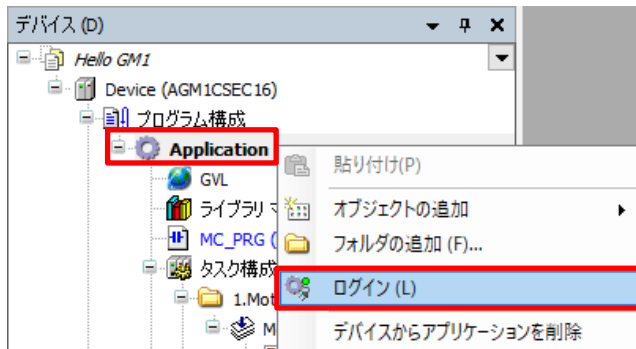 デバイス (D)
Hello GM1
Device (AGM1CSEC16)
プログラム構成
Application
GVL
ライブラリ
MC_PRG (
タスク構成
1.Mot
M
貼り付け(P)
オブジェクトの追加
フォルダの追加 (F)...
ログイン (L)
デバイスからアプリケーションを削除